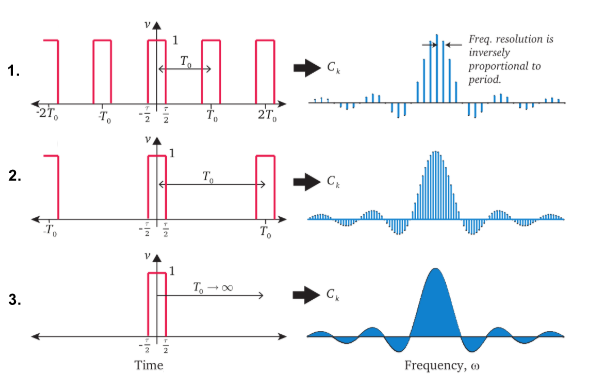 v
1
T₀
1.
-2T₀
-T₀
-τ/2
τ/2
T₀
2T₀
Cₖ
Freq. resolution is
inversely
proportional to
period.
v
1
T₀
2.
-T₀
-τ/2
τ/2
T₀
Cₖ
v
1
T₀ → ∞
3.
-τ/2
τ/2
Cₖ
Time
Frequency, ω